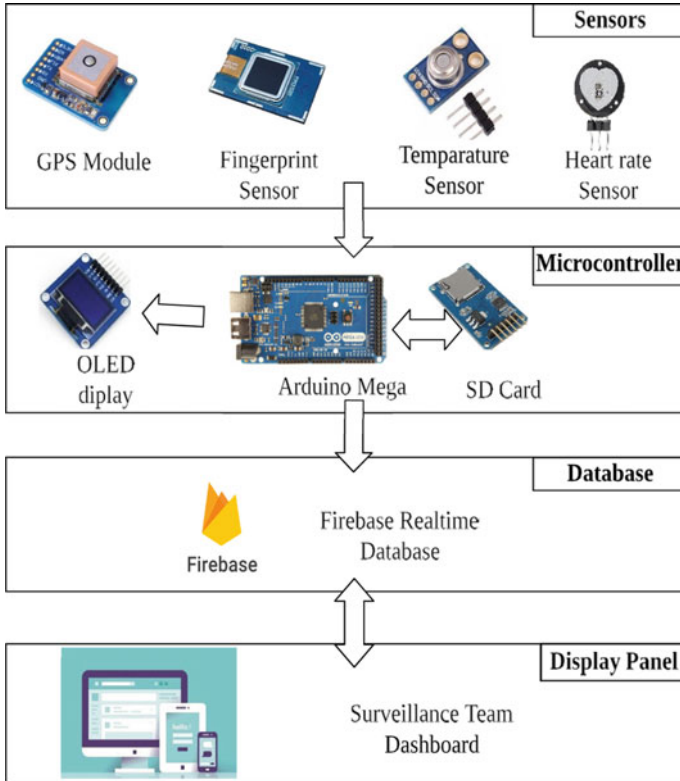 Sensors
GPS Module
Fingerprint
Sensor
Temparature
Sensor
Heart rate
Sensor
Microcontroller
OLED
diplay
Arduino Mega
SD Card
Database
Firebase
Firebase Realtime
Database
Display Panel
hello!
Surveillance Team
Dashboard